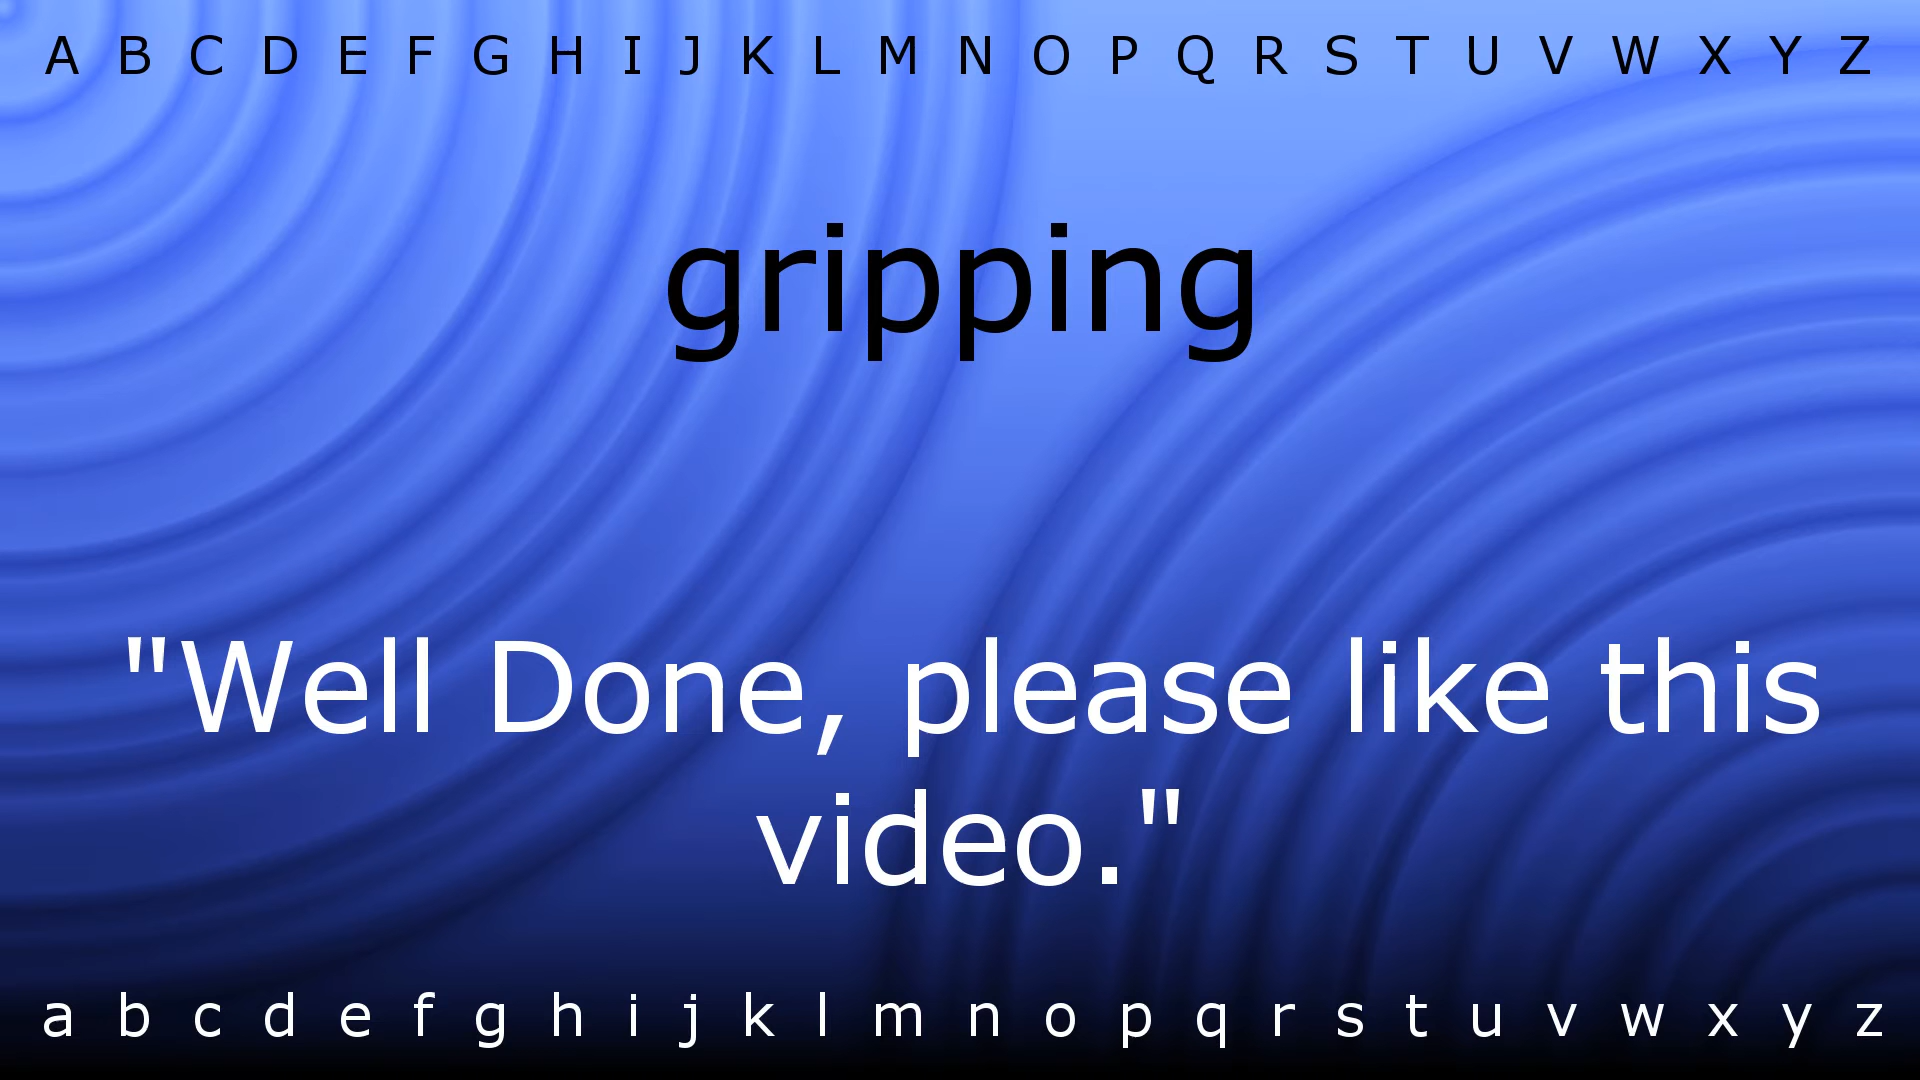 A B C D E F G H I J K L M N O P Q R S T U V W X Y Z
gripping
"Well Done, please like this
video."
a b c d e f g h i j k l m n o p q r s t u v w x y z